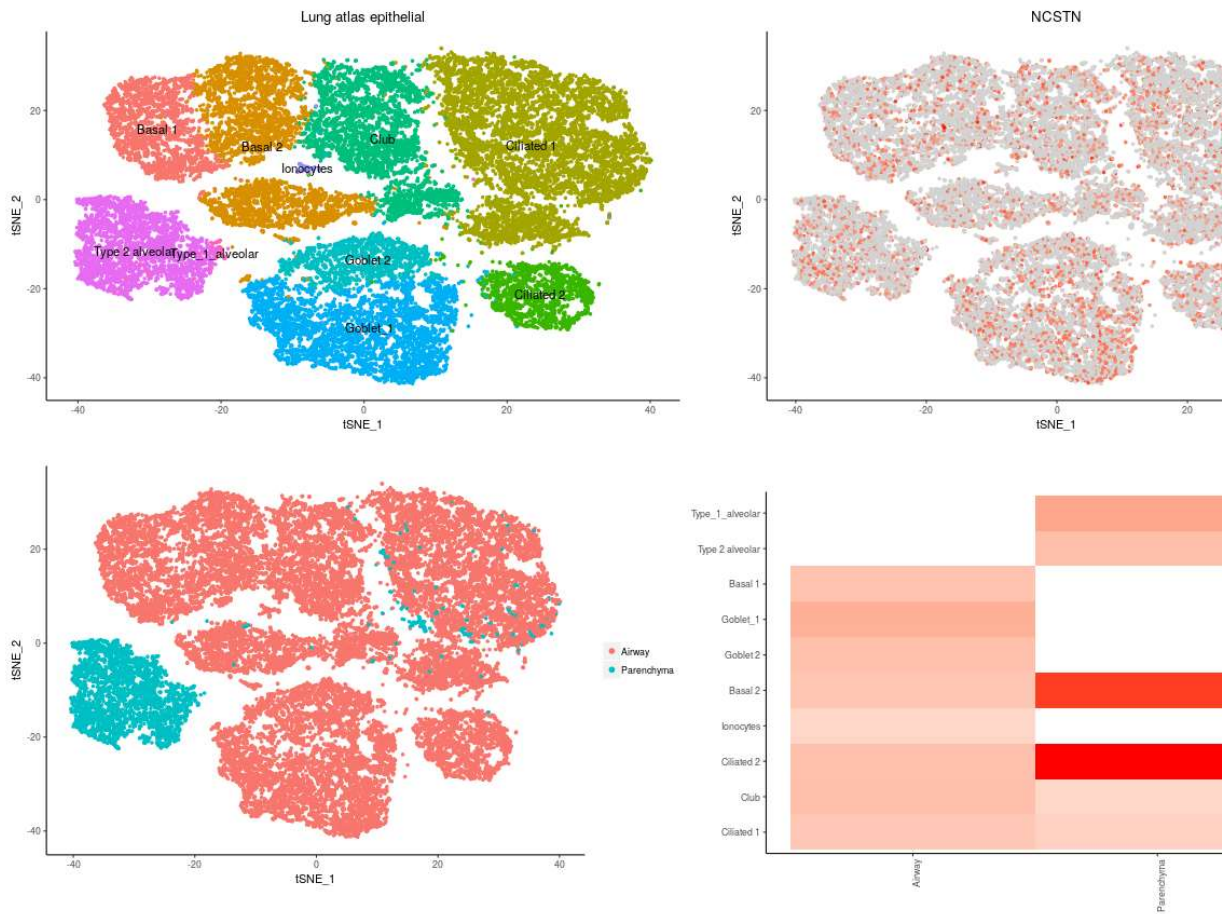 Lung atlas epithelial
20
0
-20
-40
tSNE_2
Basal 1
Basal 2
Club
Ciliated 1
Ionocytes
Type 2 alveolar
Type_1_alveolar
Goblet 2
Ciliated 2
Goblet_1
-40
-20
0
20
40
tSNE_1
NCSTN
20
0
-20
-40
tSNE_2
-40
-20
0
20
tSNE_1
20
0
-20
-40
tSNE_2
-40
-20
0
20
40
tSNE_1
Airway
Parenchyma
Type_1_alveolar
Type 2 alveolar
Basal 1
Goblet_1
Goblet 2
Basal 2
Ionocytes
Ciliated 2
Club
Ciliated 1
Airway
Parenchyma